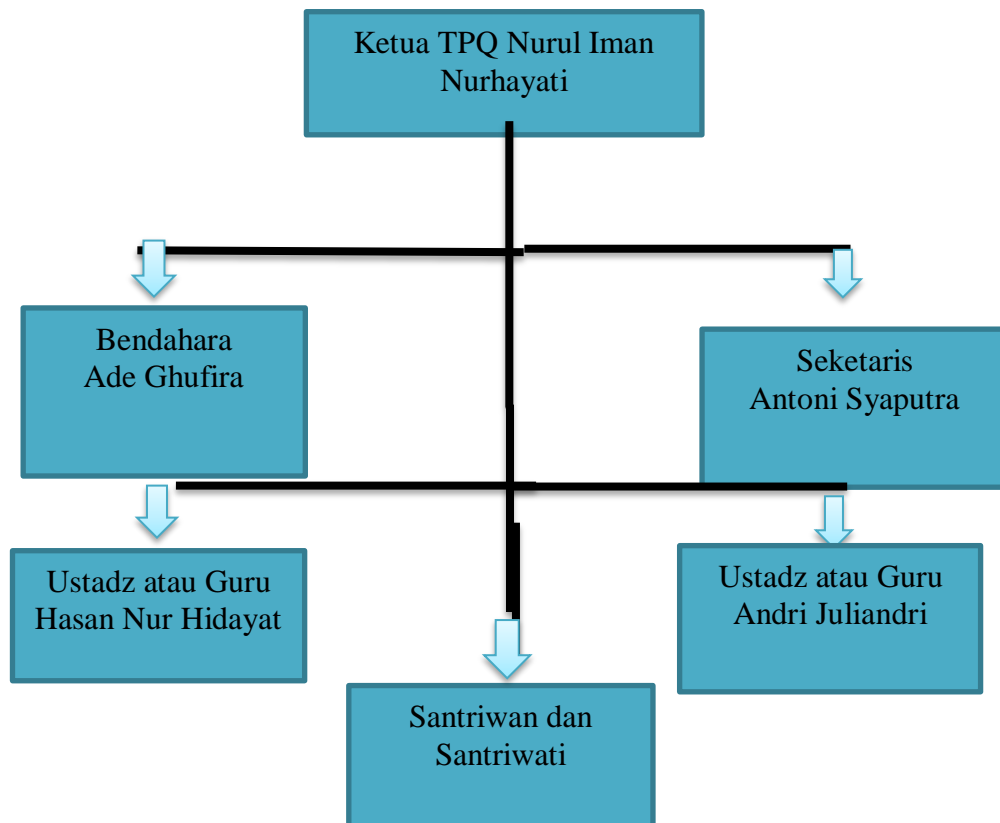 Ketua TPQ Nurul Iman
Nurhayati
Bendahara
Ade Ghufira
Seketaris
Antoni Syaputra
Ustadz atau Guru
Hasan Nur Hidayat
Ustadz atau Guru
Andri Juliandri
Santriwan dan
Santriwati